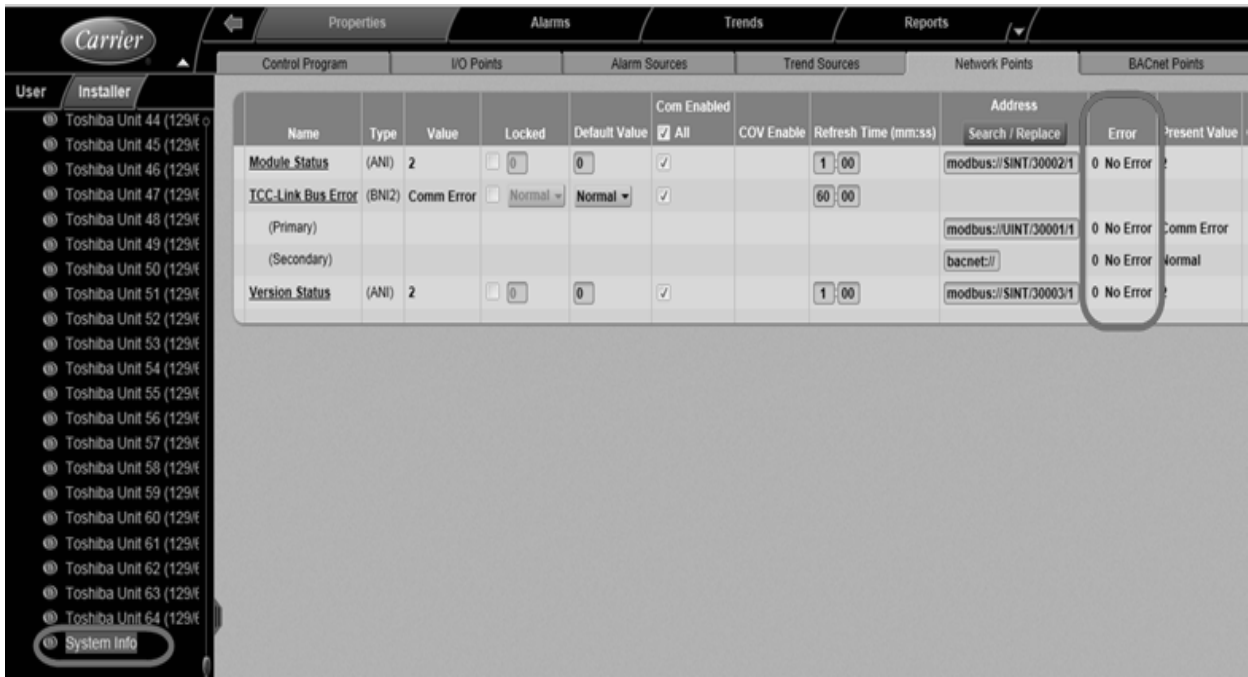 Carrier
Properties Alarms Trends Reports
Control Program I/O Points Alarm Sources Trend Sources Network Points BACnet Points
User Installer
Com Enabled Address
Name Type Value Locked Default Value All COV Enable Refresh Time (mm:ss) Search / Replace Error Present Value
Module Status (ANI) 2 0 0 1 : 00 modbus://SINT/30002/1 0 No Error
TCC-Link Bus Error (BNI2) Comm Error Normal Normal 60 : 00
(Primary) modbus://UINT/30001/1 0 No Error Comm Error
(Secondary) bacnet:// 0 No Error Normal
Version Status (ANI) 2 0 0 1 : 00 modbus://SINT/30003/1 0 No Error
Toshiba Unit 44 (129/
Toshiba Unit 45 (129/
Toshiba Unit 46 (129/
Toshiba Unit 47 (129/
Toshiba Unit 48 (129/
Toshiba Unit 49 (129/
Toshiba Unit 50 (129/
Toshiba Unit 51 (129/
Toshiba Unit 52 (129/
Toshiba Unit 53 (129/
Toshiba Unit 54 (129/
Toshiba Unit 55 (129/
Toshiba Unit 56 (129/
Toshiba Unit 57 (129/
Toshiba Unit 58 (129/
Toshiba Unit 59 (129/
Toshiba Unit 60 (129/
Toshiba Unit 61 (129/
Toshiba Unit 62 (129/
Toshiba Unit 63 (129/
Toshiba Unit 64 (129/
System Info